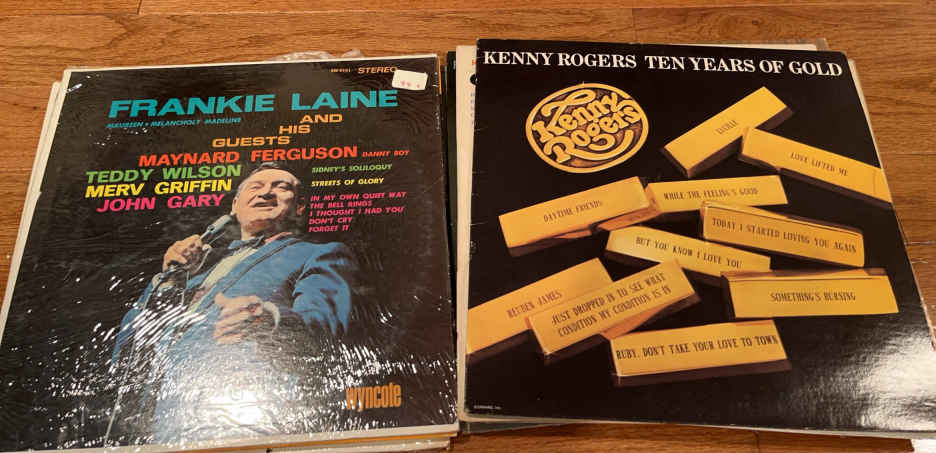 STEREO
FRANKIE LAINE
MAUREEN • MELANCHOLY MADELINE
AND
HIS
GUESTS
MAYNARD FERGUSON DANNY BOY
TEDDY WILSON SIDNEY'S SOLILOQUY
MERV GRIFFIN STREETS OF GLORY
JOHN GARY IN MY OWN QUIET WAY
THE BELL RINGS
I THOUGHT I HAD YOU
DON'T CRY
FORGET IT
wyncote
KENNY ROGERS TEN YEARS OF GOLD
Kenny
Rogers
LUCILLE
LOVE LIFTED ME
DAYTIME FRIENDS
WHILE THE FEELING'S GOOD
TODAY I STARTED LOVING YOU AGAIN
BUT YOU KNOW I LOVE YOU
REUBEN JAMES
JUST DROPPED IN TO SEE WHAT
CONDITION MY CONDITION IS IN
SOMETHING'S BURNING
RUBY, DON'T TAKE YOUR LOVE TO TOWN